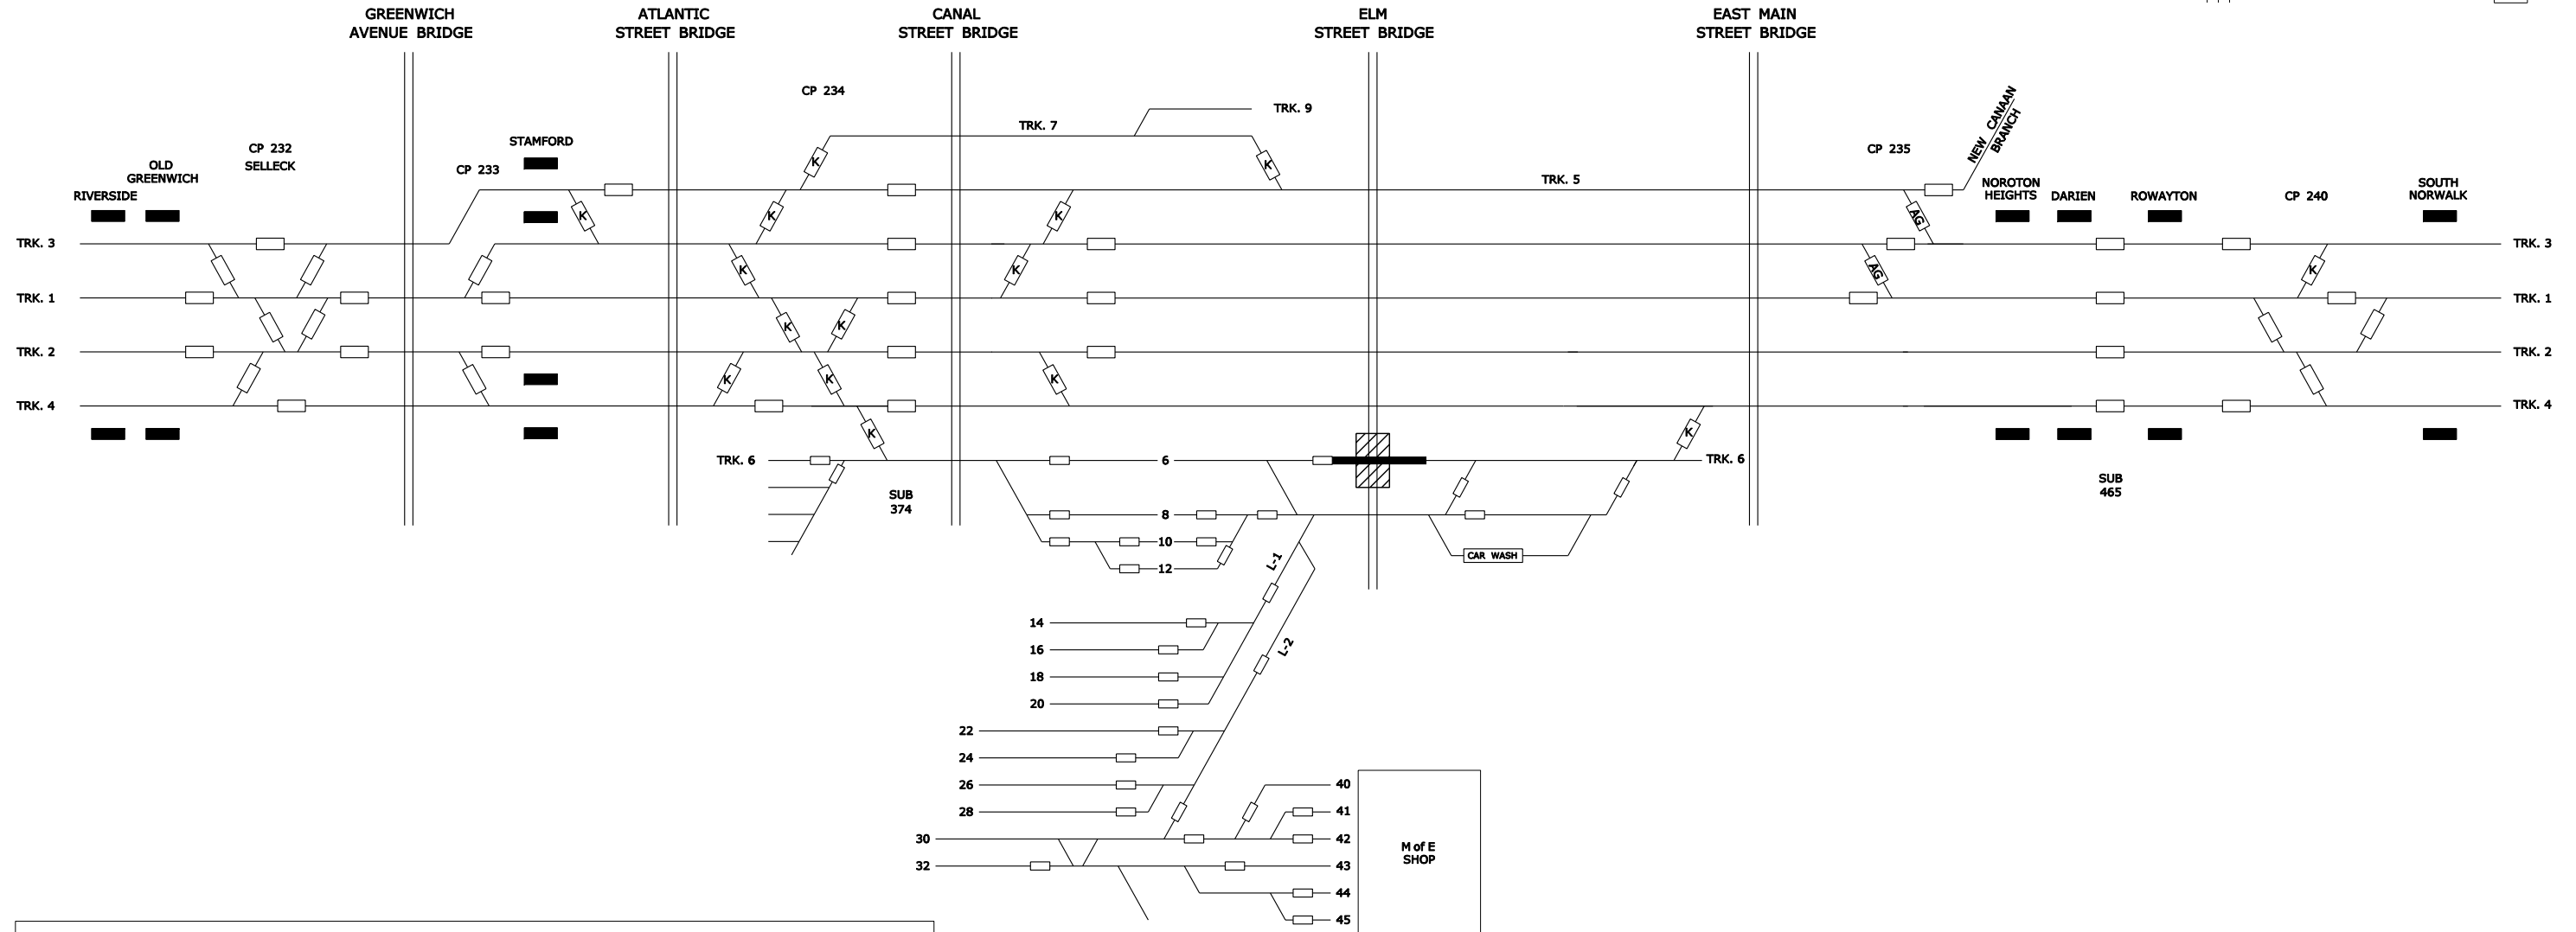 GREENWICH
AVENUE BRIDGE
ATLANTIC
STREET BRIDGE
CANAL
STREET BRIDGE
ELM
STREET BRIDGE
EAST MAIN
STREET BRIDGE
CP 234
TRK. 9
TRK. 7
STAMFORD
CP 232
SELLECK
CP 233
OLD
GREENWICH
RIVERSIDE
K
K
TRK. 5
CP 235
NEW CANAAN
BRANCH
NOROTON
HEIGHTS
DARIEN
ROWAYTON
CP 240
SOUTH
NORWALK
K
K
K
AG
TRK. 3
TRK. 3
K
K
AG
K
TRK. 1
TRK. 1
K
K
TRK. 2
TRK. 2
K
K
K
TRK. 4
TRK. 4
K
K
TRK. 6
6
TRK. 6
SUB
374
SUB
465
8
10
CAR WASH
12
L-1
14
16
L-2
18
20
22
24
26
40
28
41
30
42
32
43
M of E
SHOP
44
45